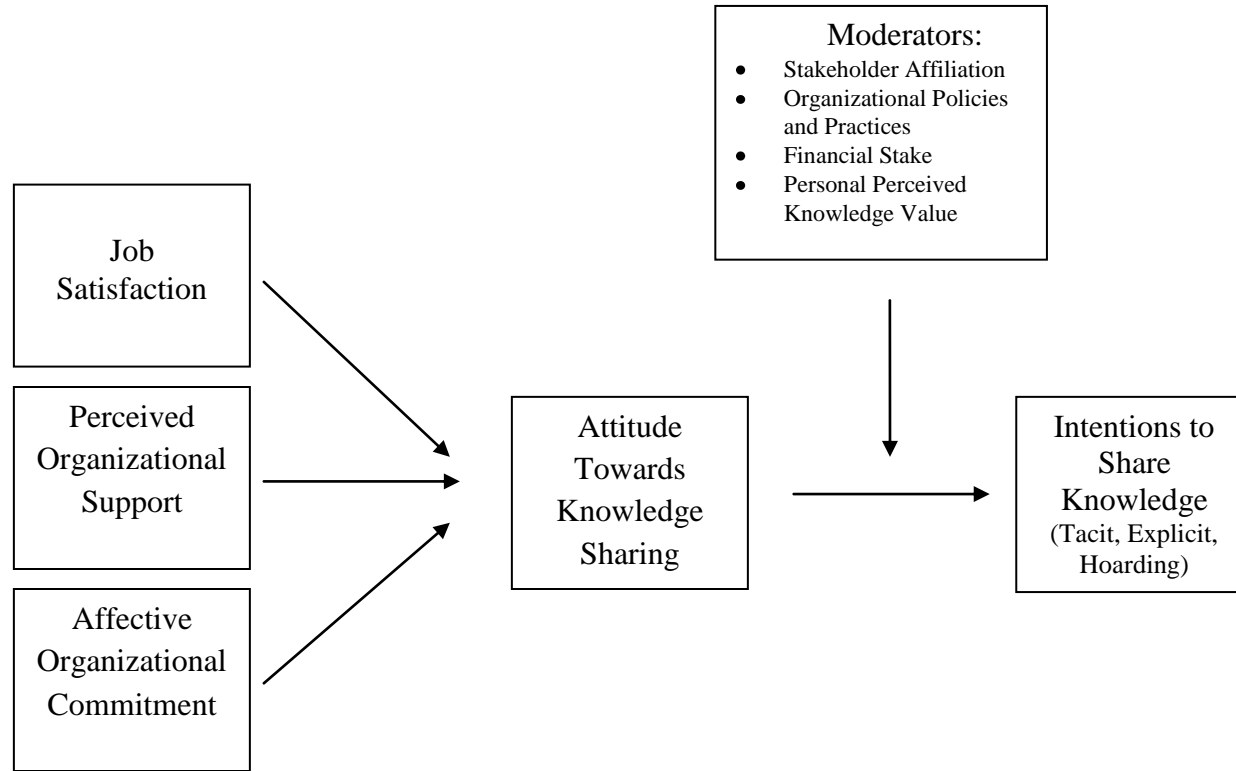 Moderators:
• Stakeholder Affiliation
• Organizational Policies
and Practices
• Financial Stake
• Personal Perceived
Knowledge Value
Job
Satisfaction
Perceived
Organizational
Support
Affective
Organizational
Commitment
Attitude
Towards
Knowledge
Sharing
Intentions to
Share
Knowledge
(Tacit, Explicit,
Hoarding)